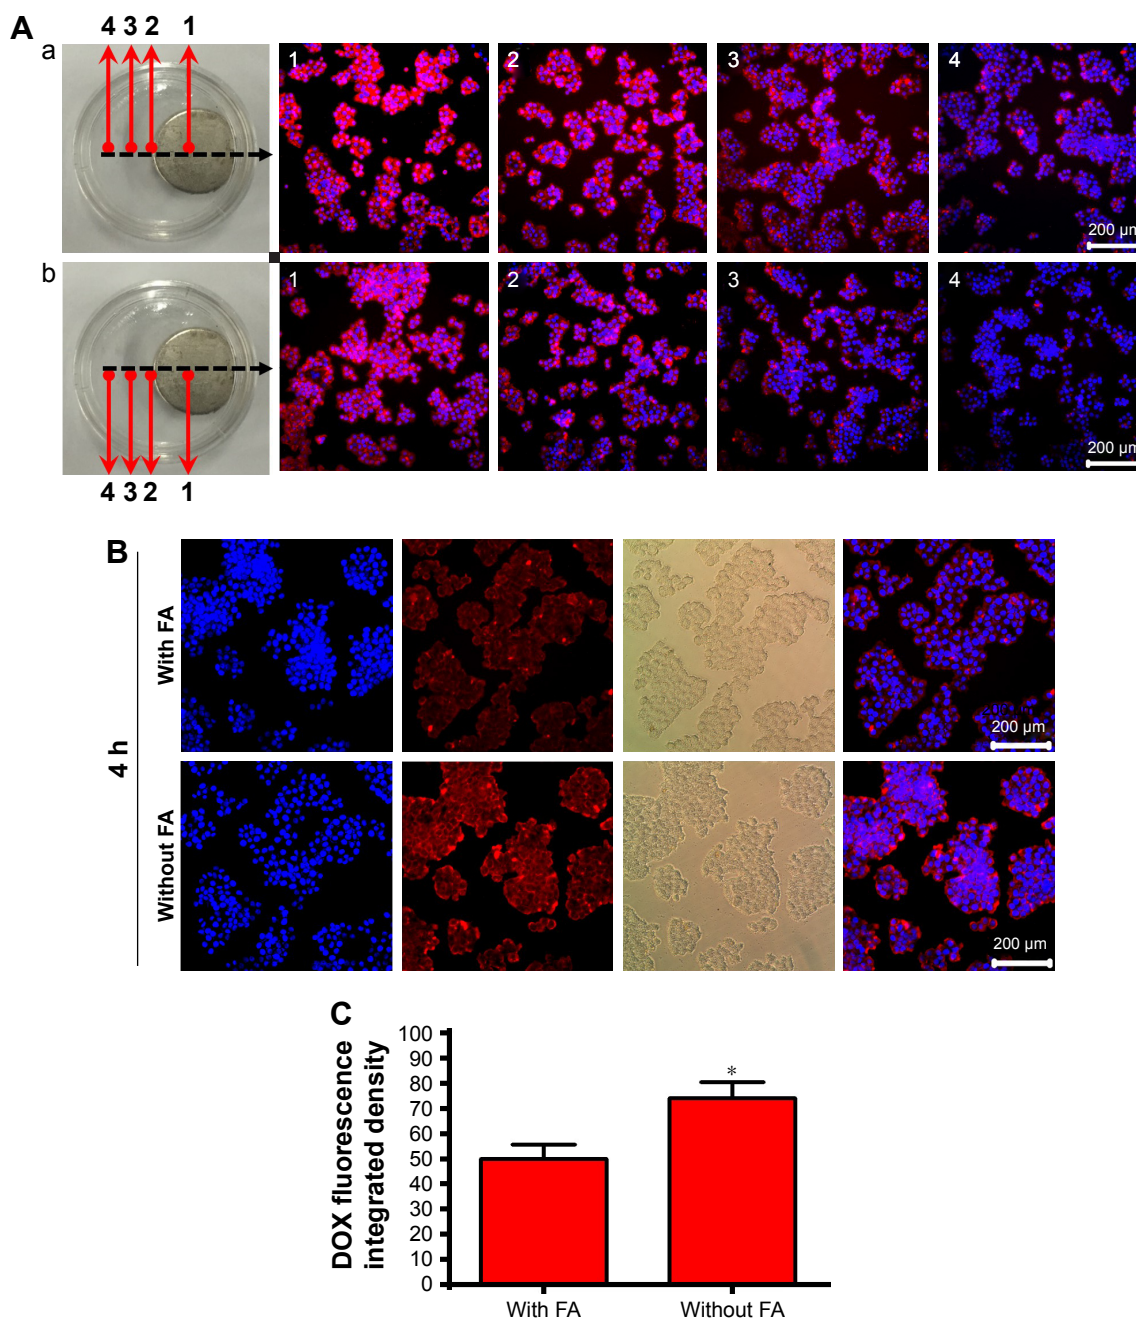 A
4 3 2 1
a
1 2 3 4
200 µm
b
1 2 3 4
200 µm
4 3 2 1
B
With FA
200 µm
4 h
Without FA
200 µm
C
DOX fluorescence
integrated density
100
90
80
70
60
50
40
30
20
10
0
*
With FA Without FA